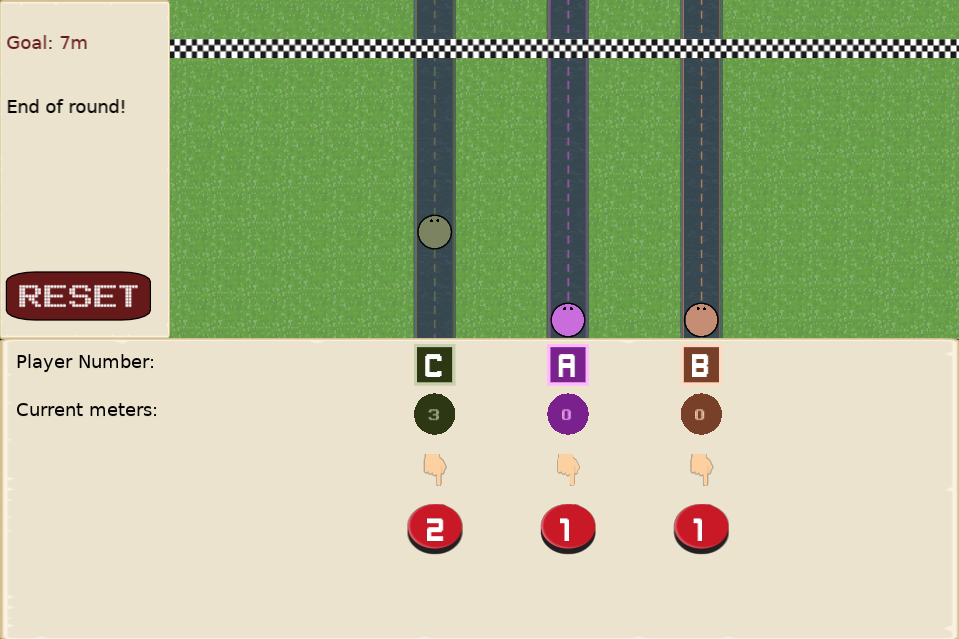 Goal: 7m
End of round!
RESET
Player Number: C A B
Current meters: 3 0 0
2 1 1